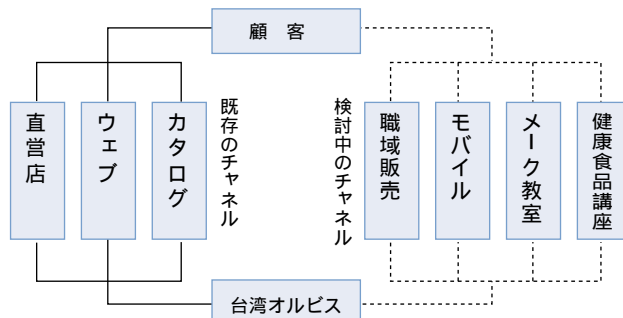 顧 客
直営店
ウェブ
カタログ
既存のチャネル
検討中のチャネル
職域販売
モバイル
メーク教室
健康食品講座
台湾オルビス